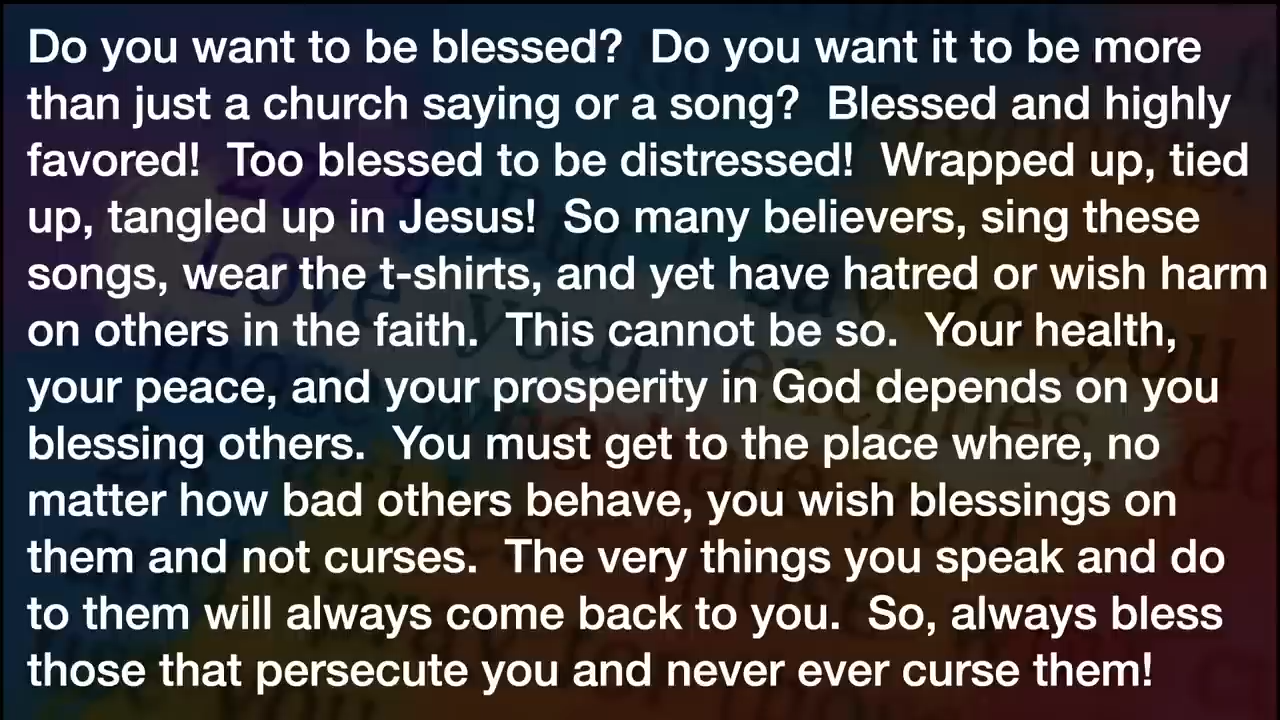 Do you want to be blessed?  Do you want it to be more
than just a church saying or a song?  Blessed and highly
favored!  Too blessed to be distressed!  Wrapped up, tied
up, tangled up in Jesus!  So many believers, sing these
songs, wear the t-shirts, and yet have hatred or wish harm
on others in the faith.  This cannot be so.  Your health,
your peace, and your prosperity in God depends on you
blessing others.  You must get to the place where, no
matter how bad others behave, you wish blessings on
them and not curses.  The very things you speak and do
to them will always come back to you.  So, always bless
those that persecute you and never ever curse them!